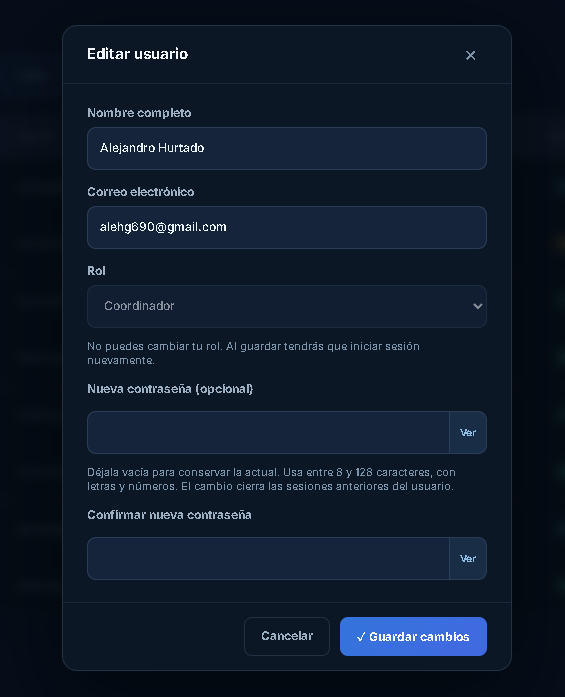 Editar usuario
×
Nombre completo
Alejandro Hurtado
Correo electrónico
alehg690@gmail.com
Rol
Coordinador
No puedes cambiar tu rol. Al guardar tendrás que iniciar sesión
nuevamente.
Nueva contraseña (opcional)
Ver
Déjala vacía para conservar la actual. Usa entre 8 y 128 caracteres, con
letras y números. El cambio cierra las sesiones anteriores del usuario.
Confirmar nueva contraseña
Ver
Cancelar
✓ Guardar cambios